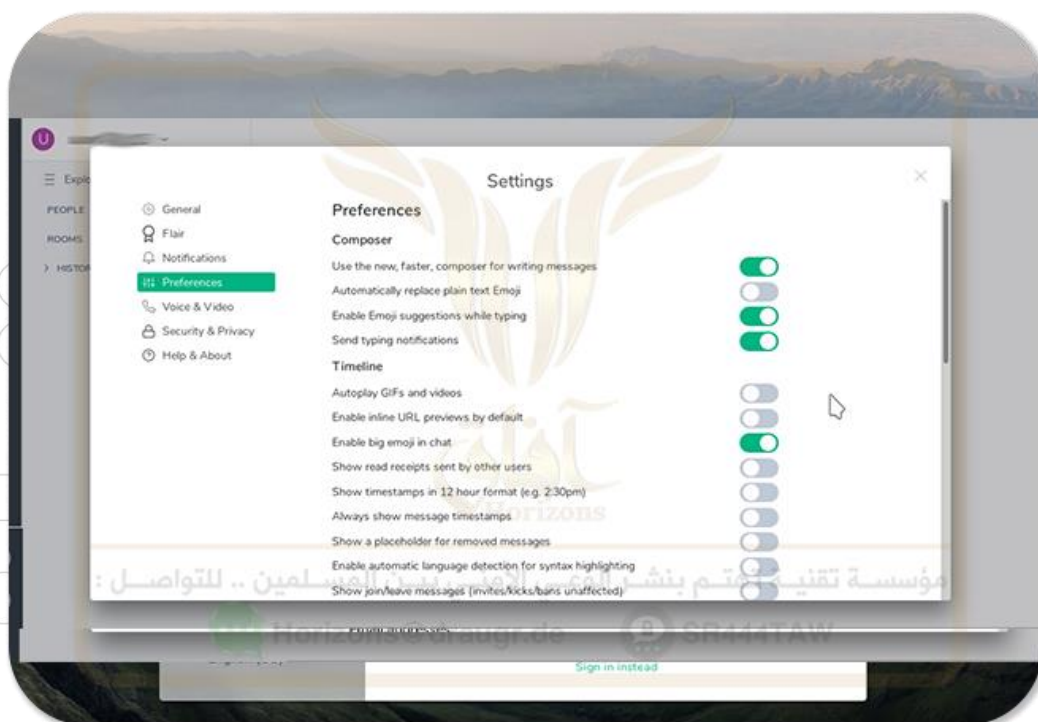 U
Explo
Settings
PEOPLE
General
Preferences
ROOMS
Flair
Composer
HISTOR
Notifications
Use the new, faster, composer for writing messages
Preferences
Automatically replace plain text Emoji
Voice & Video
Enable Emoji suggestions while typing
Security & Privacy
Send typing notifications
Help & About
Timeline
Autoplay GIFs and videos
Enable inline URL previews by default
آفاق
Enable big emoji in chat
Show read receipts sent by other users
Show timestamps in 12 hour format (e.g. 2:30pm)
Horizons
Always show message timestamps
Show a placeholder for removed messages
Enable automatic language detection for syntax highlighting
مؤسسة تقنية تهتم بنشر الوعي الأمني بين المسلمين .. للتواصل :
Show join/leave messages (invites/kicks/bans unaffected)
Email addresses
SR444TAW
Sign in instead